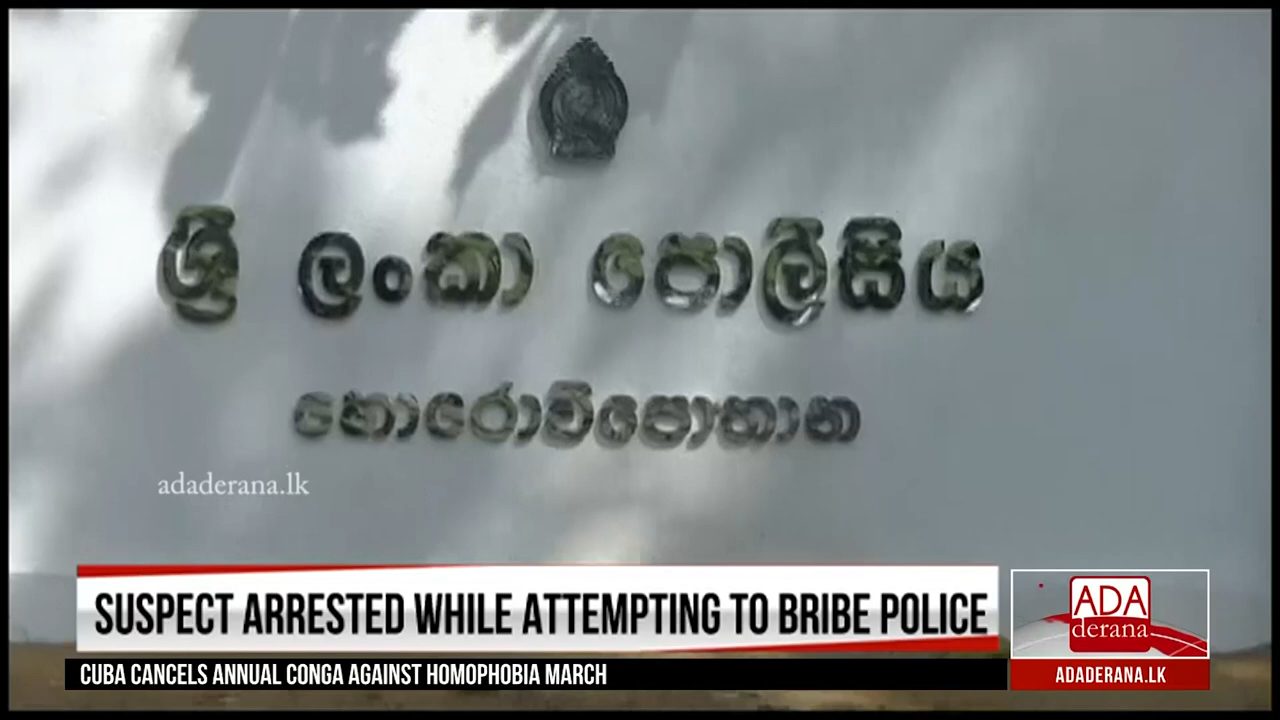 ශ්‍රී ලංකා පොලීසිය
හොරොව්පොතාන
adaderana.lk
SUSPECT ARRESTED WHILE ATTEMPTING TO BRIBE POLICE
CUBA CANCELS ANNUAL CONGA AGAINST HOMOPHOBIA MARCH
ADA
derana
ADADERANA.LK